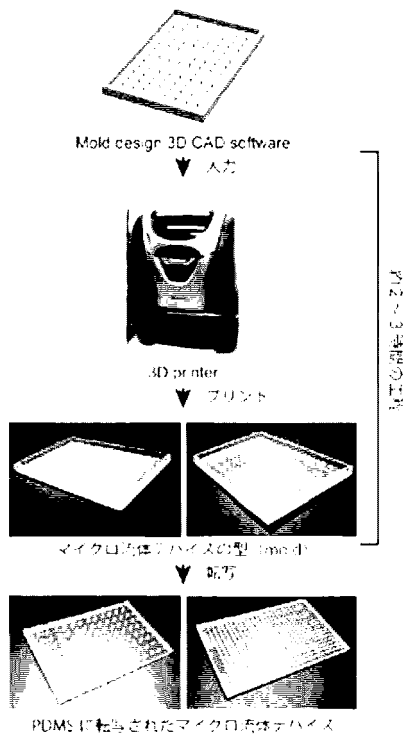 Mold design 3D CAD software
入力
3D printer
プリント
マイクロ流体デバイスの型 (mold)
転写
PDMSに転写されたマイクロ流体デバイス
約2～3時間の工程